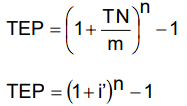 TEP = (1 + TN/m)^n − 1
TEP = (1 + i')^n − 1